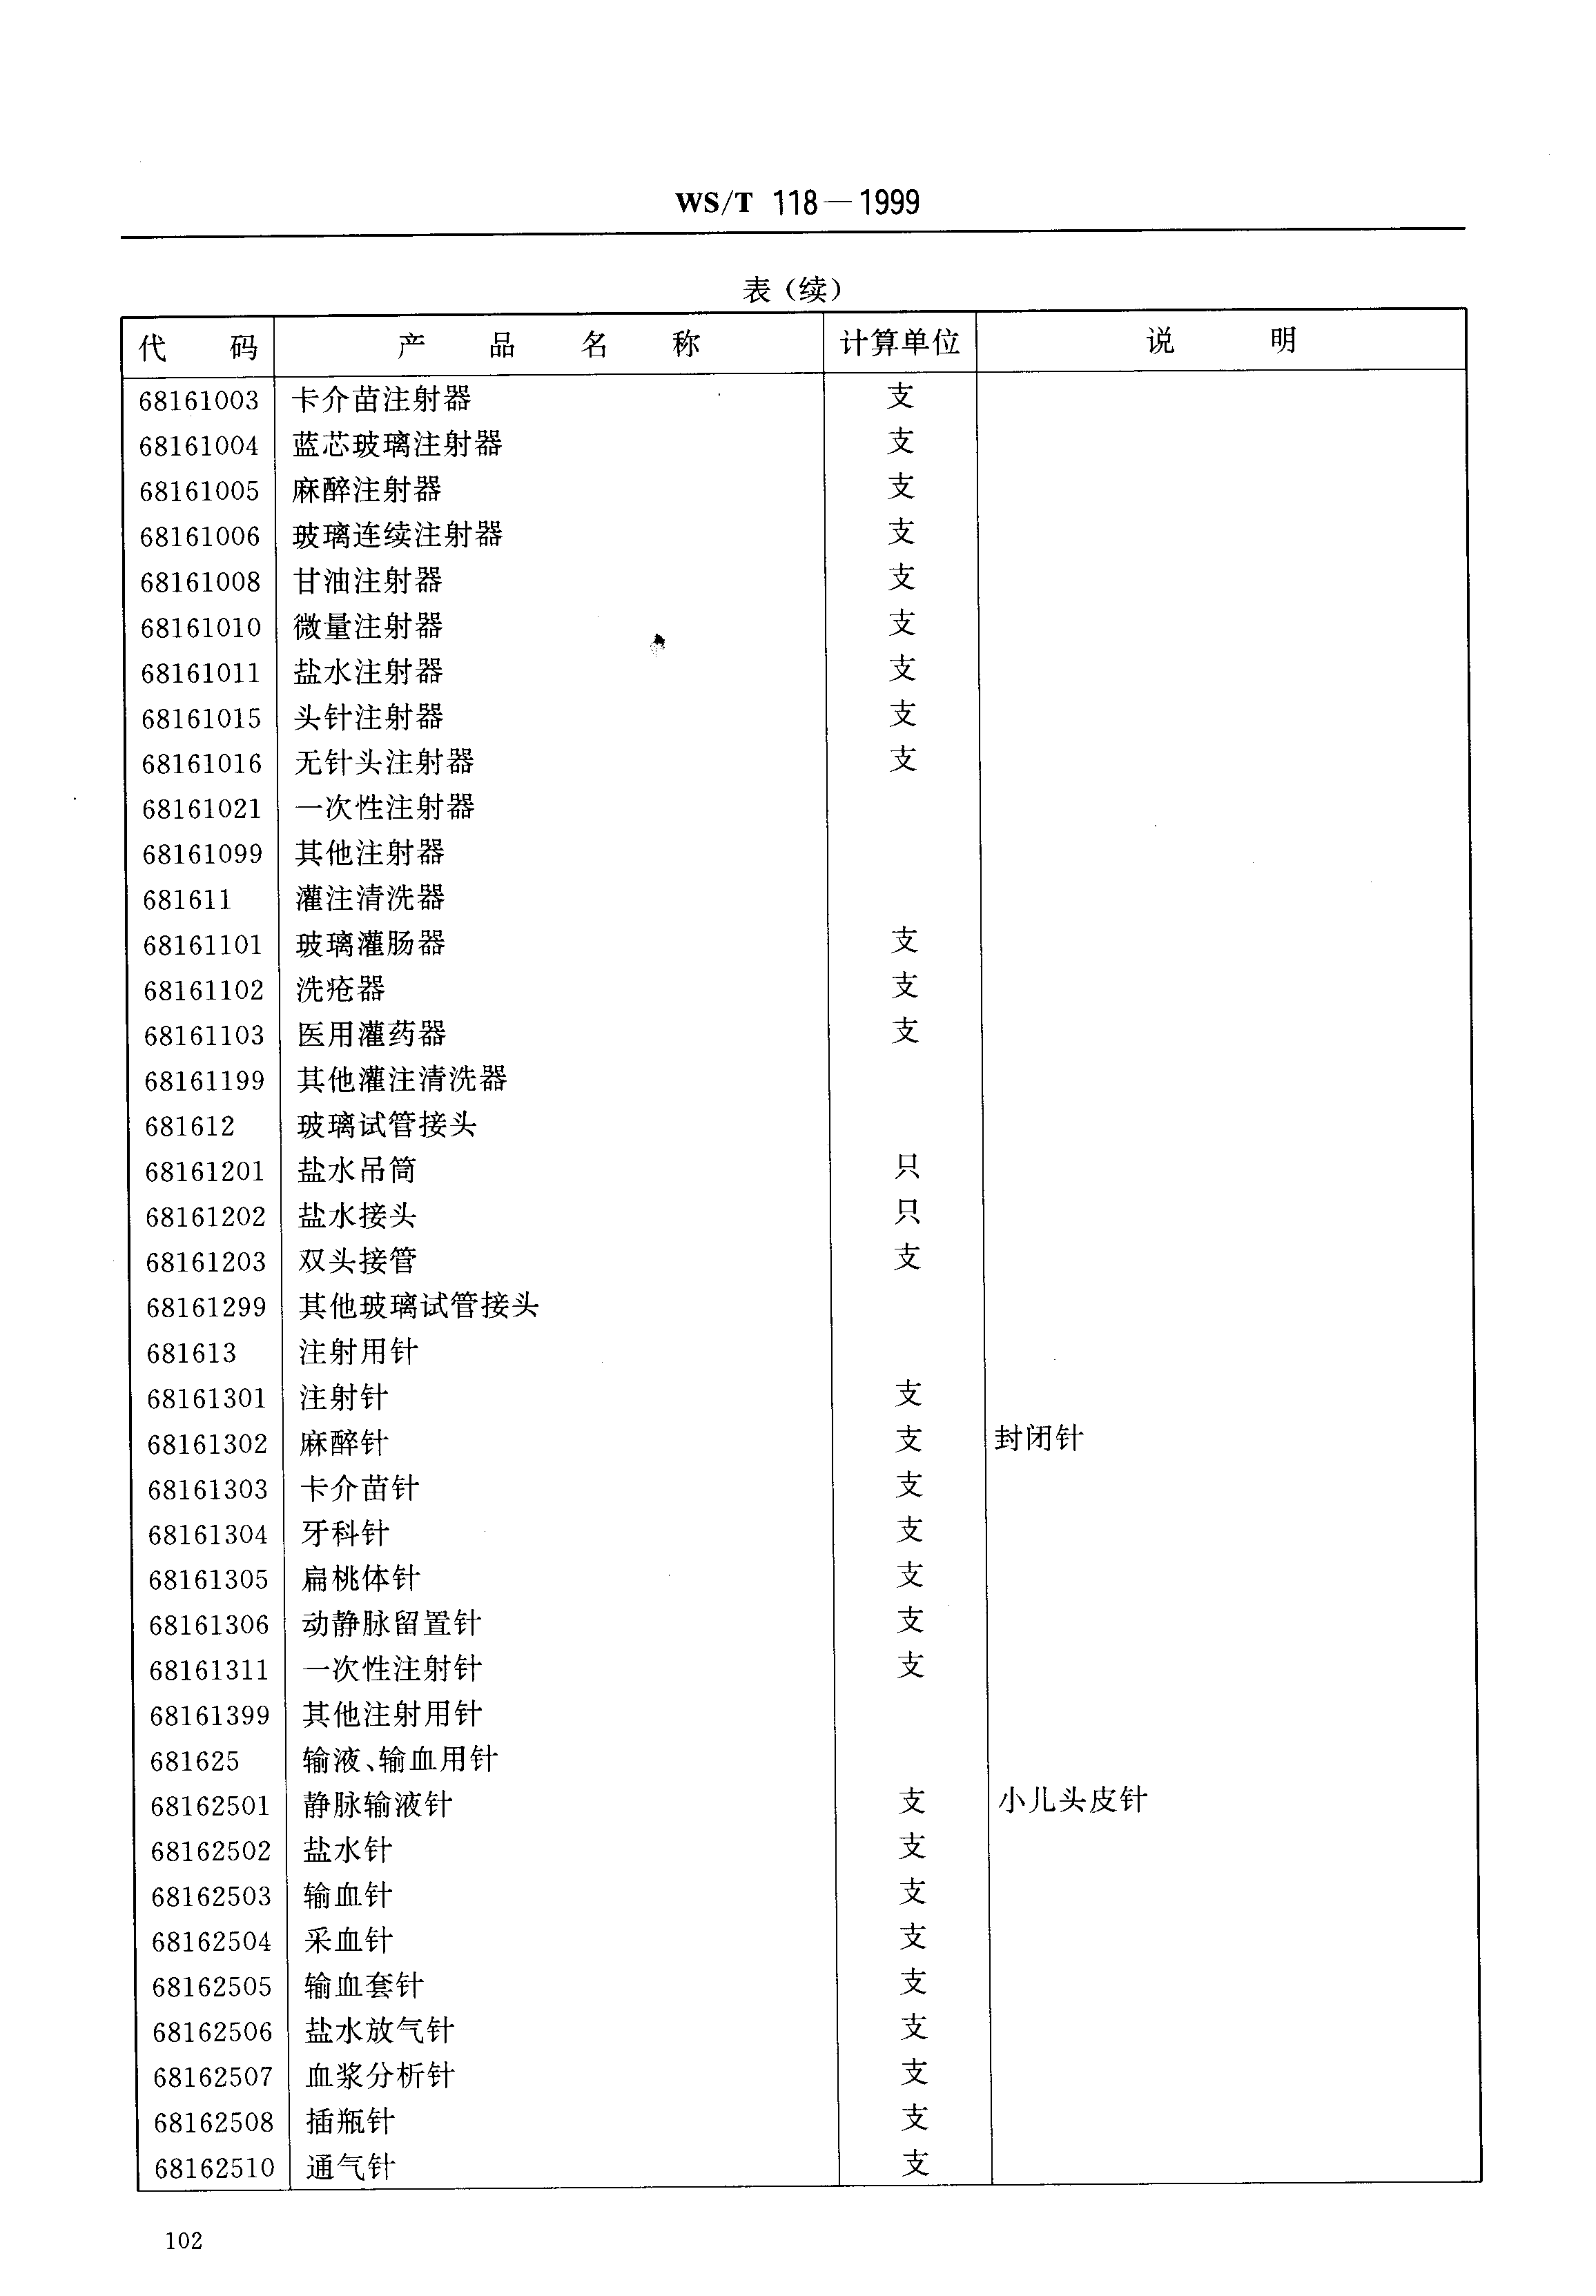 WS/T 118—1999
表(续)
代 码 产 品 名 称 计算单位 说 明
68161003 卡介苗注射器 支
68161004 蓝芯玻璃注射器 支
68161005 麻醉注射器 支
68161006 玻璃连续注射器 支
68161008 甘油注射器 支
68161010 微量注射器 支
68161011 盐水注射器 支
68161015 头针注射器 支
68161016 无针头注射器 支
68161021 一次性注射器
68161099 其他注射器
681611 灌注清洗器
68161101 玻璃灌肠器 支
68161102 洗疮器 支
68161103 医用灌药器 支
68161199 其他灌注清洗器
681612 玻璃试管接头
68161201 盐水吊筒 只
68161202 盐水接头 只
68161203 双头接管 支
68161299 其他玻璃试管接头
681613 注射用针
68161301 注射针 支
68161302 麻醉针 支 封闭针
68161303 卡介苗针 支
68161304 牙科针 支
68161305 扁桃体针 支
68161306 动静脉留置针 支
68161311 一次性注射针 支
68161399 其他注射用针
681625 输液、输血用针
68162501 静脉输液针 支 小儿头皮针
68162502 盐水针 支
68162503 输血针 支
68162504 采血针 支
68162505 输血套针 支
68162506 盐水放气针 支
68162507 血浆分析针 支
68162508 插瓶针 支
68162510 通气针 支
102